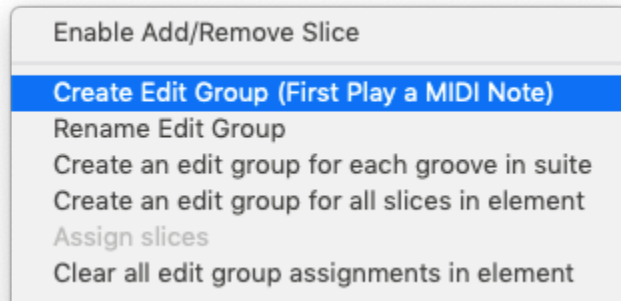 Enable Add/Remove Slice
Create Edit Group (First Play a MIDI Note)
Rename Edit Group
Create an edit group for each groove in suite
Create an edit group for all slices in element
Assign slices
Clear all edit group assignments in element